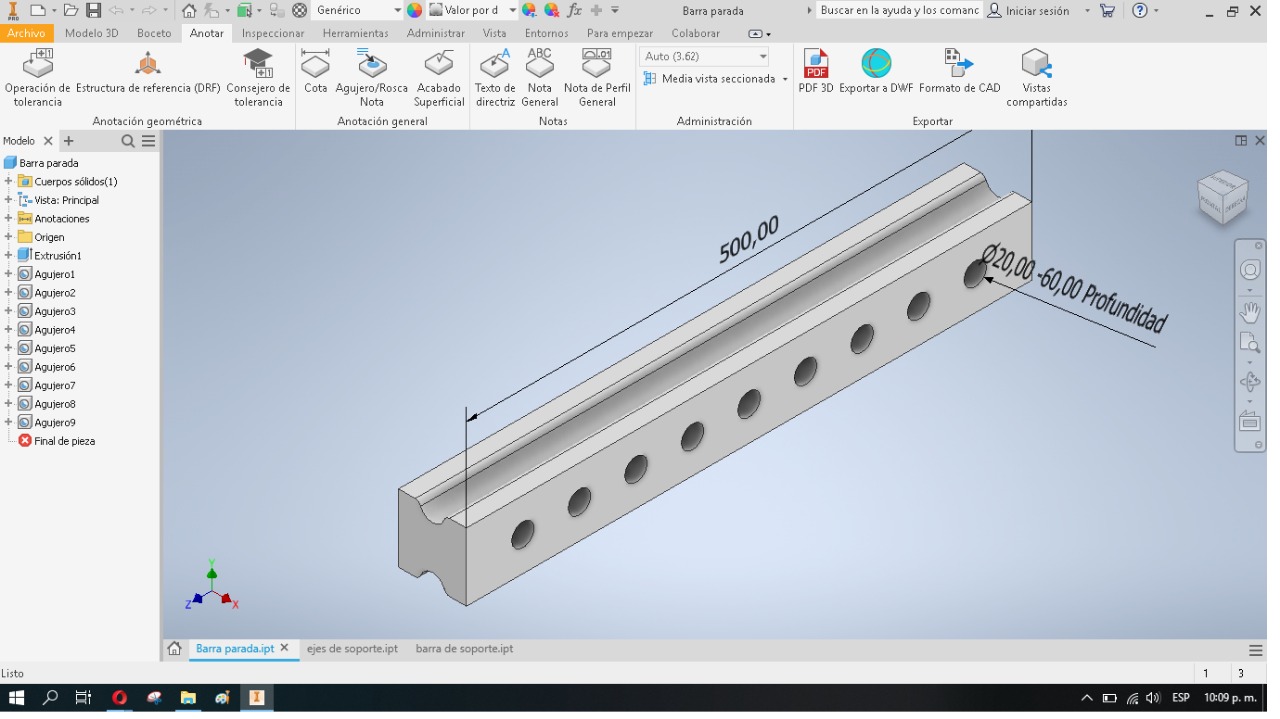 PRO
Genérico
Valor por d
fx
Barra parada
Buscar en la ayuda y los comanc
Iniciar sesión
Archivo
Modelo 3D
Boceto
Anotar
Inspeccionar
Herramientas
Administrar
Vista
Entornos
Para empezar
Colaborar
Operación de tolerancia
Estructura de referencia (DRF)
Consejero de tolerancia
Anotación geométrica
Cota
Agujero/Rosca Nota
Acabado Superficial
Anotación general
Texto de directriz
ABC
Nota General
Nota de Perfil General
Notas
Auto (3.62)
Media vista seccionada
Administración
PDF
PDF 3D
Exportar a DWF
Formato de CAD
Vistas compartidas
Exportar
Modelo
Barra parada
Cuerpos sólidos(1)
Vista: Principal
Anotaciones
Origen
Extrusión1
Agujero1
Agujero2
Agujero3
Agujero4
Agujero5
Agujero6
Agujero7
Agujero8
Agujero9
Final de pieza
500,00
Ø20,00 -60,00 Profundidad
Y
Z
X
Barra parada.ipt
ejes de soporte.ipt
barra de soporte.ipt
Listo
1
3
ESP
10:09 p. m.